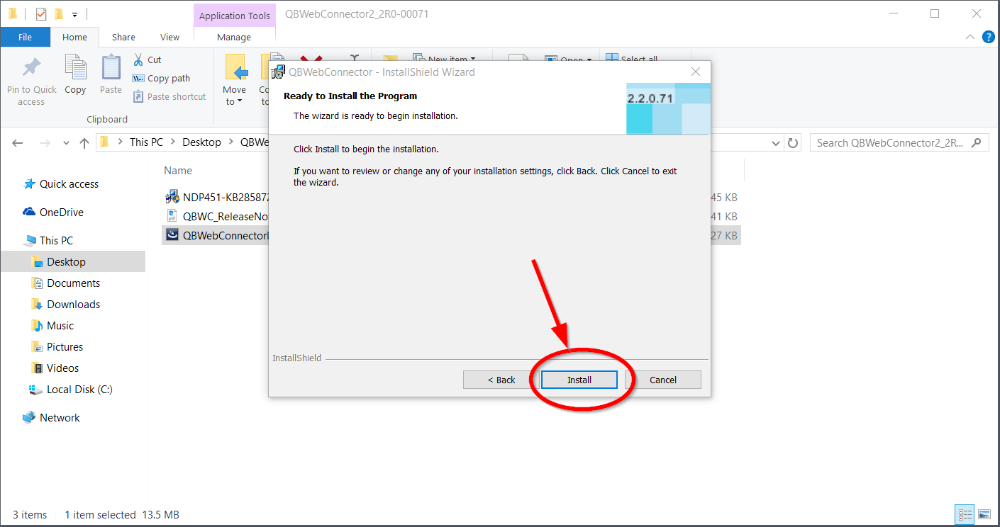 Application Tools
QBWebConnector2_2R0-00071
File
Home
Share
View
Manage
Pin to Quick
access
Copy
Paste
Cut
Copy path
Paste shortcut
Clipboard
Move
to
Co
to
New item
Open
Select all
This PC
Desktop
QBWe
Search QBWebConnector2_2R...
Quick access
OneDrive
This PC
Desktop
Documents
Downloads
Music
Pictures
Videos
Local Disk (C:)
Network
Name
NDP451-KB285872
45 KB
QBWC_ReleaseNo
41 KB
QBWebConnectorI
27 KB
QBWebConnector - InstallShield Wizard
Ready to Install the Program
The wizard is ready to begin installation.
2.2.0.71
Click Install to begin the installation.
If you want to review or change any of your installation settings, click Back. Click Cancel to exit
the wizard.
InstallShield
< Back
Install
Cancel
3 items
1 item selected 13.5 MB